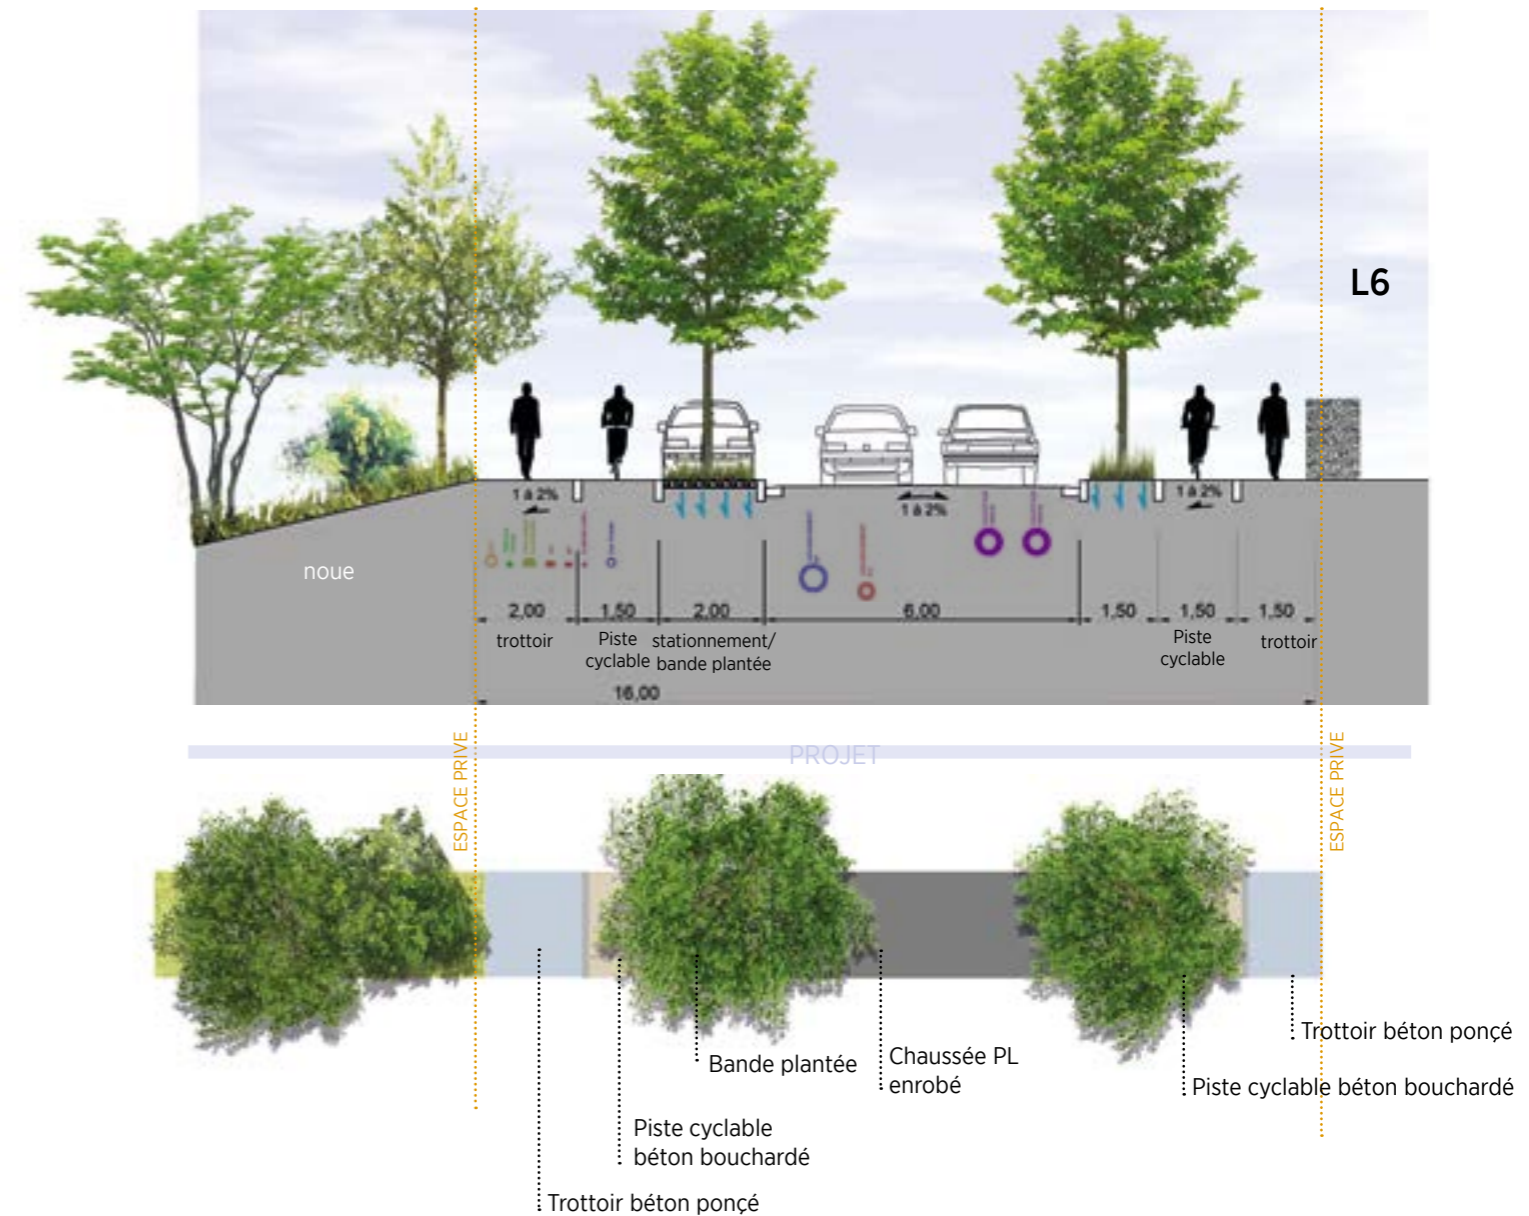 L6
1 à 2%
1 à 2%
1 à 2%
noue
2,00
1,50
2,00
6,00
1,50
1,50
1,50
trottoir
Piste
cyclable
stationnement/
bande plantée
Piste
cyclable
trottoir
16,00
PROJET
ESPACE PRIVE
ESPACE PRIVE
Trottoir béton ponçé
Bande plantée
Chaussée PL
enrobé
Piste cyclable béton bouchardé
Piste cyclable
béton bouchardé
Trottoir béton ponçé